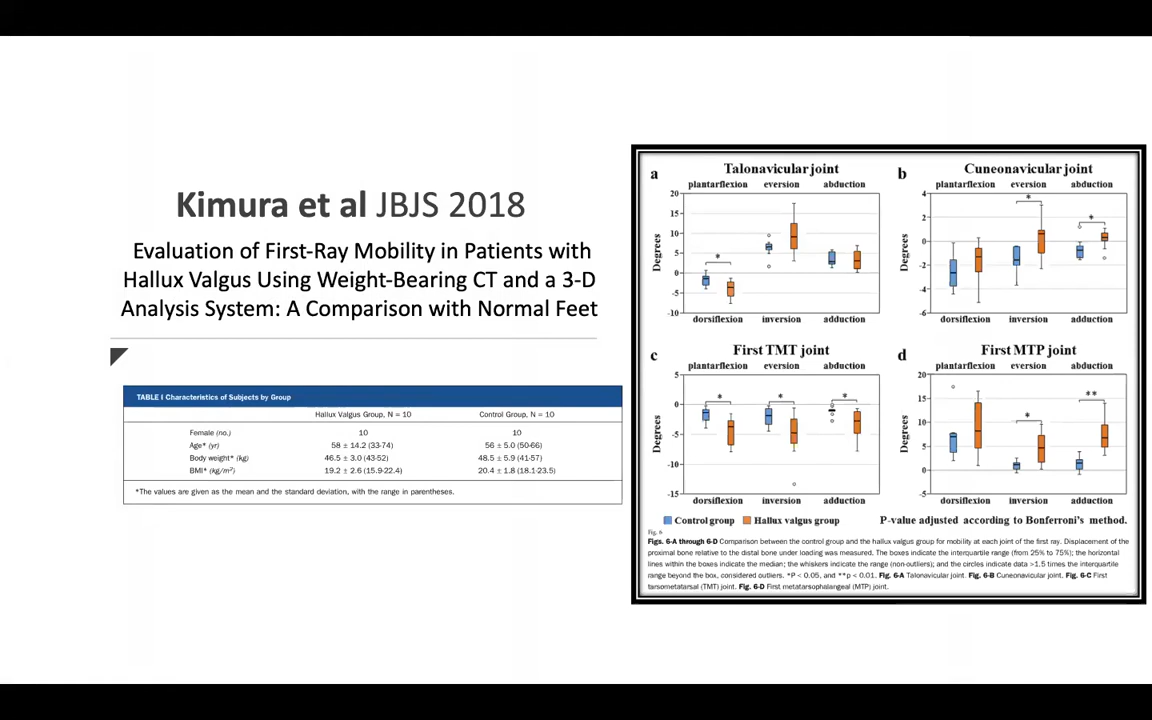 Kimura et al JBJS 2018
Evaluation of First-Ray Mobility in Patients with
Hallux Valgus Using Weight-Bearing CT and a 3-D
Analysis System: A Comparison with Normal Feet
TABLE I Characteristics of Subjects by Group
Hallux Valgus Group, N = 10 Control Group, N = 10
Female (no.) 10 10
Age* (yr) 58 ± 14.2 (33-74) 56 ± 5.0 (50-66)
Body weight* (kg) 46.5 ± 3.0 (43-52) 48.5 ± 5.9 (41-57)
BMI* (kg/m²) 19.2 ± 2.6 (15.9-22.4) 20.4 ± 1.8 (18.1-23.5)
*The values are given as the mean and the standard deviation, with the range in parentheses.
a Talonavicular joint
plantarflexion eversion abduction
20
15
10
5
0
-5
-10
Degrees
* 
dorsiflexion inversion adduction
b Cuneonavicular joint
plantarflexion eversion abduction
4
2
0
-2
-4
-6
Degrees
* *
dorsiflexion inversion adduction
c First TMT joint
plantarflexion eversion abduction
5
0
-5
-10
-15
Degrees
* * *
dorsiflexion inversion adduction
d First MTP joint
plantarflexion eversion abduction
20
15
10
5
0
-5
Degrees
* **
dorsiflexion inversion adduction
Control group Hallux valgus group P-value adjusted according to Bonferroni's method.
Fig. 6
Figs. 6-A through 6-D Comparison between the control group and the hallux valgus group for mobility at each joint of the first ray. Displacement of the
proximal bone relative to the distal bone under loading was measured. The boxes indicate the interquartile range (from 25% to 75%); the horizontal
lines within the boxes indicate the median; the whiskers indicate the range (non-outliers); and the circles indicate data >1.5 times the interquartile
range beyond the box, considered outliers. *P < 0.05, and **p < 0.01. Fig. 6-A Talonavicular joint. Fig. 6-B Cuneonavicular joint. Fig. 6-C First
tarsometatarsal (TMT) joint. Fig. 6-D First metatarsophalangeal (MTP) joint.